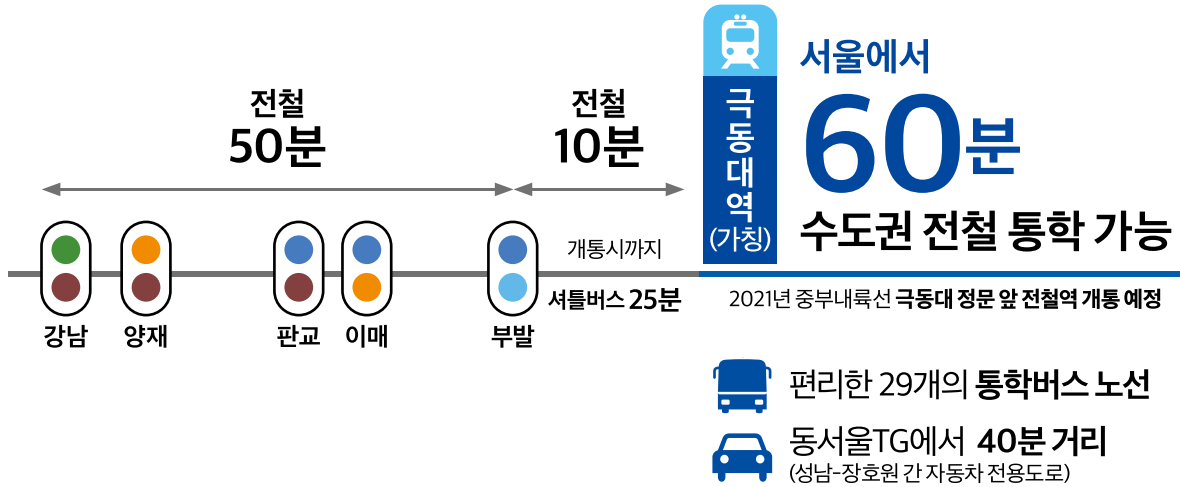 전철
50분
전철
10분
강남
양재
판교
이매
부발
개통시까지
셔틀버스 25분
극동대역
(가칭)
서울에서
60분
수도권 전철 통학 가능
2021년 중부내륙선 극동대 정문 앞 전철역 개통 예정
편리한 29개의 통학버스 노선
동서울TG에서 40분 거리
(성남-장호원 간 자동차 전용도로)